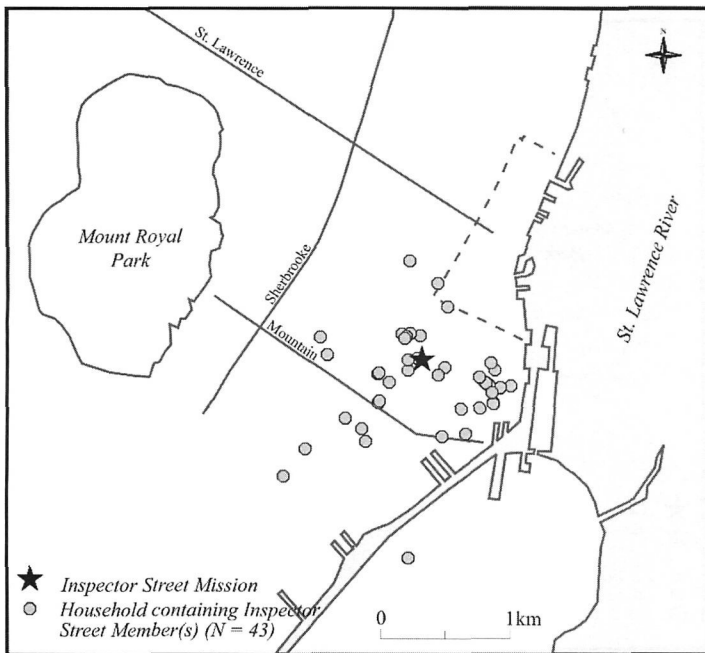 St. Lawrence
N
Mount Royal
Park
Sherbrooke
St. Lawrence River
Mountain
Inspector Street Mission
Household containing Inspector
Street Member(s) (N = 43)
0 1km